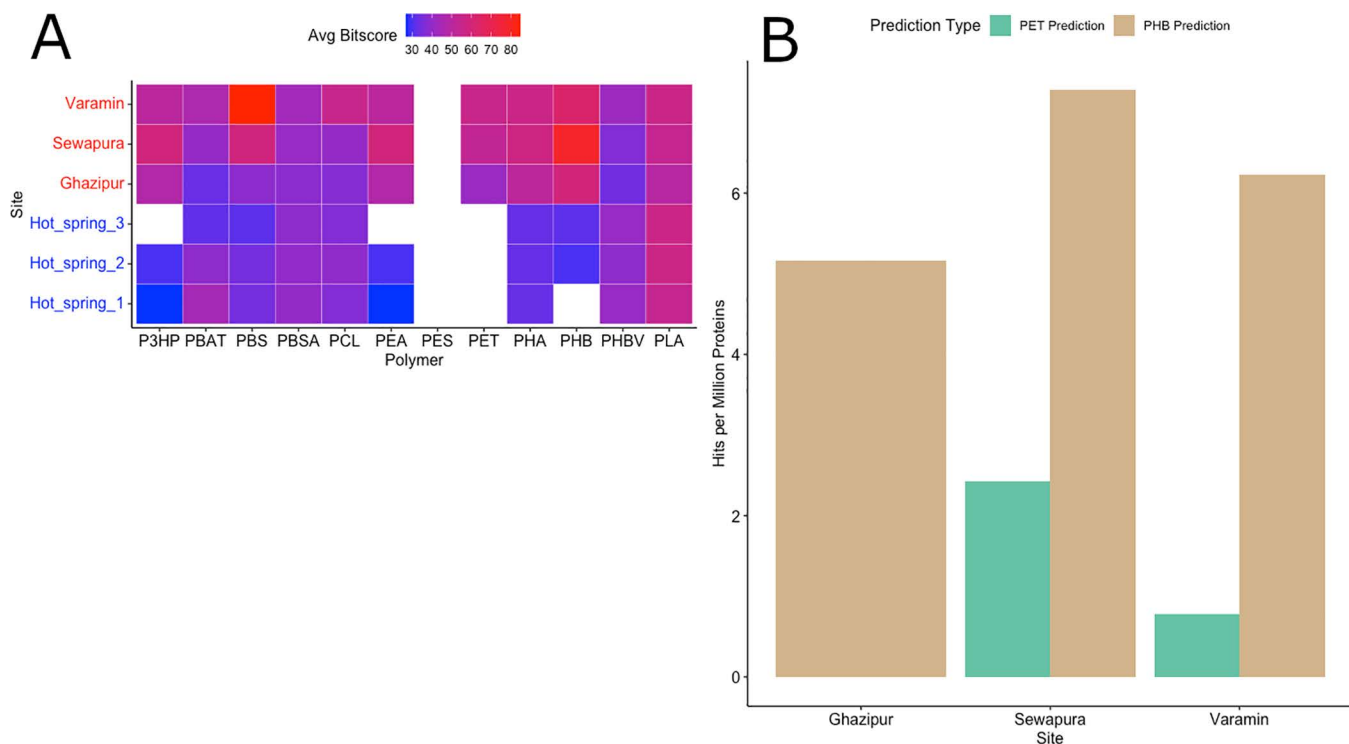 A
Avg Bitscore
30 40 50 60 70 80
Site
Varamin
Sewapura
Ghazipur
Hot_spring_3
Hot_spring_2
Hot_spring_1
P3HP PBAT PBS PBSA PCL PEA PES PET PHA PHB PHBV PLA
Polymer
B
Prediction Type PET Prediction PHB Prediction
Hits per Million Proteins
6
4
2
0
Ghazipur Sewapura Varamin
Site